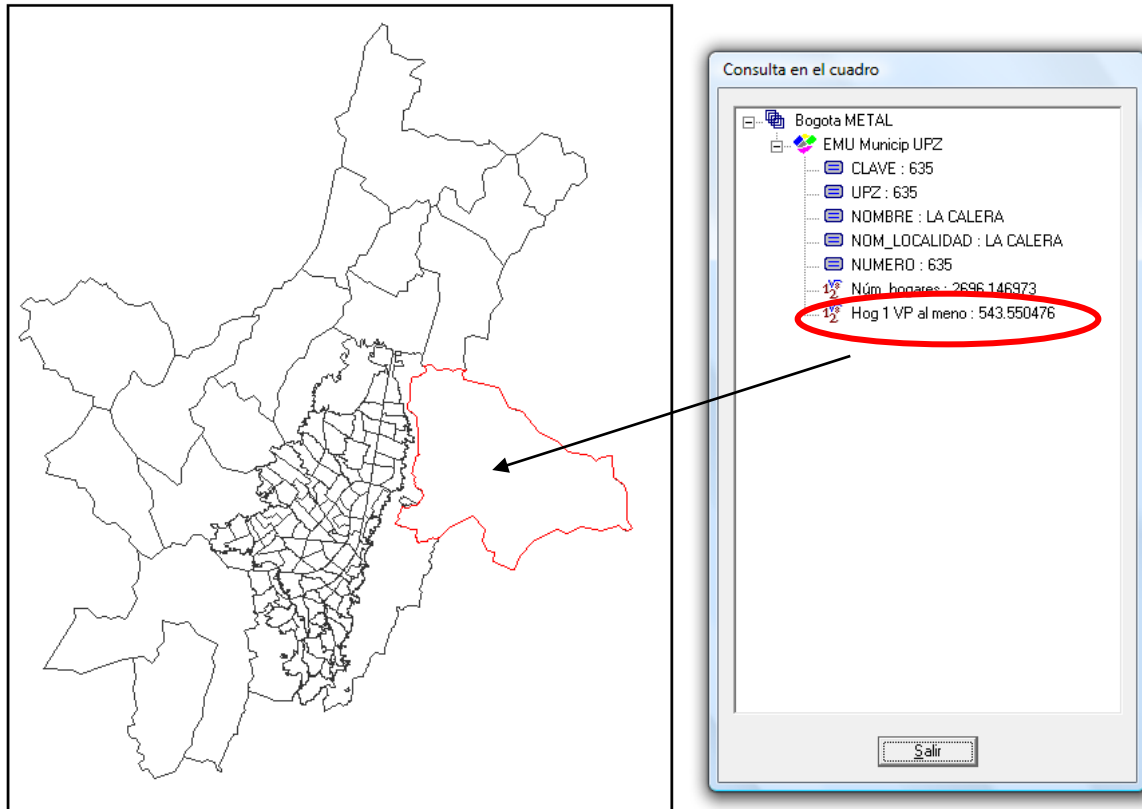 Consulta en el cuadro
Bogota METAL
EMU Municip UPZ
CLAVE : 635
UPZ : 635
NOMBRE : LA CALERA
NOM_LOCALIDAD : LA CALERA
NUMERO : 635
Núm_hogares : 2696.146973
Hog 1 VP al meno : 543.550476
Salir